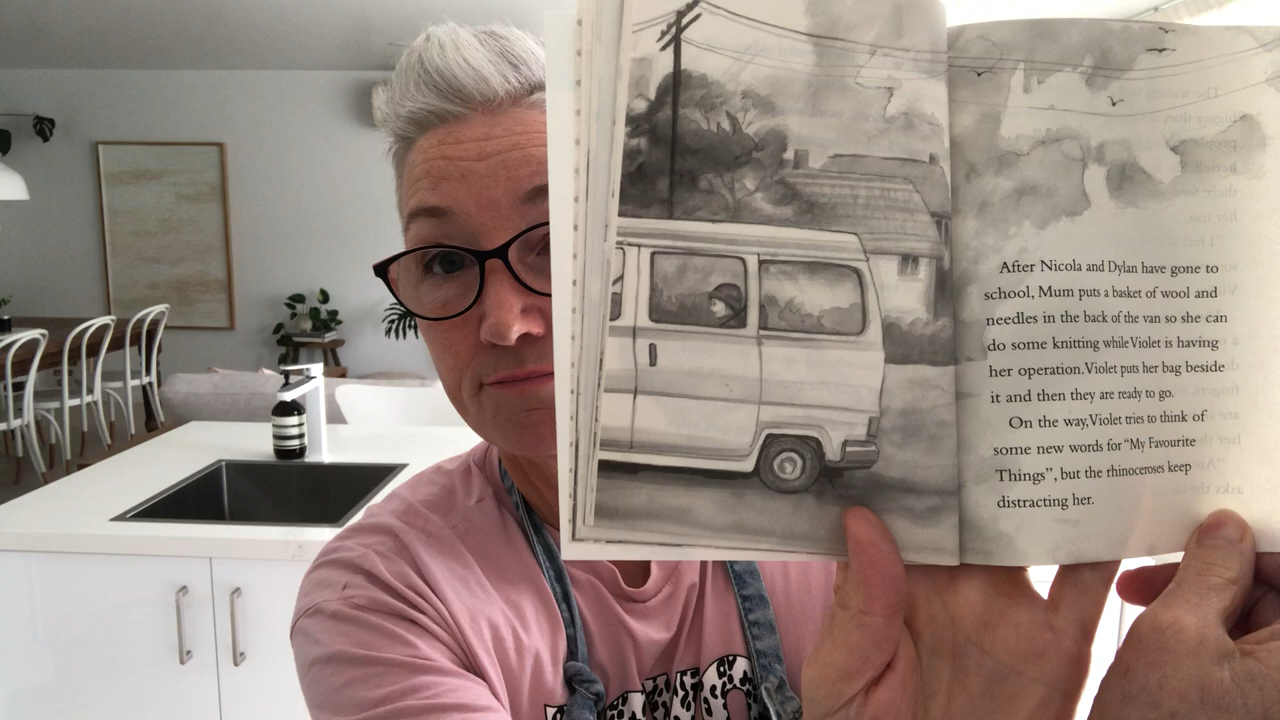 After Nicola and Dylan have gone to
school, Mum puts a basket of wool and
needles in the back of the van so she can
do some knitting while Violet is having
her operation. Violet puts her bag beside
it and then they are ready to go.
On the way, Violet tries to think of
some new words for “My Favourite
Things”, but the rhinoceroses keep
distracting her.